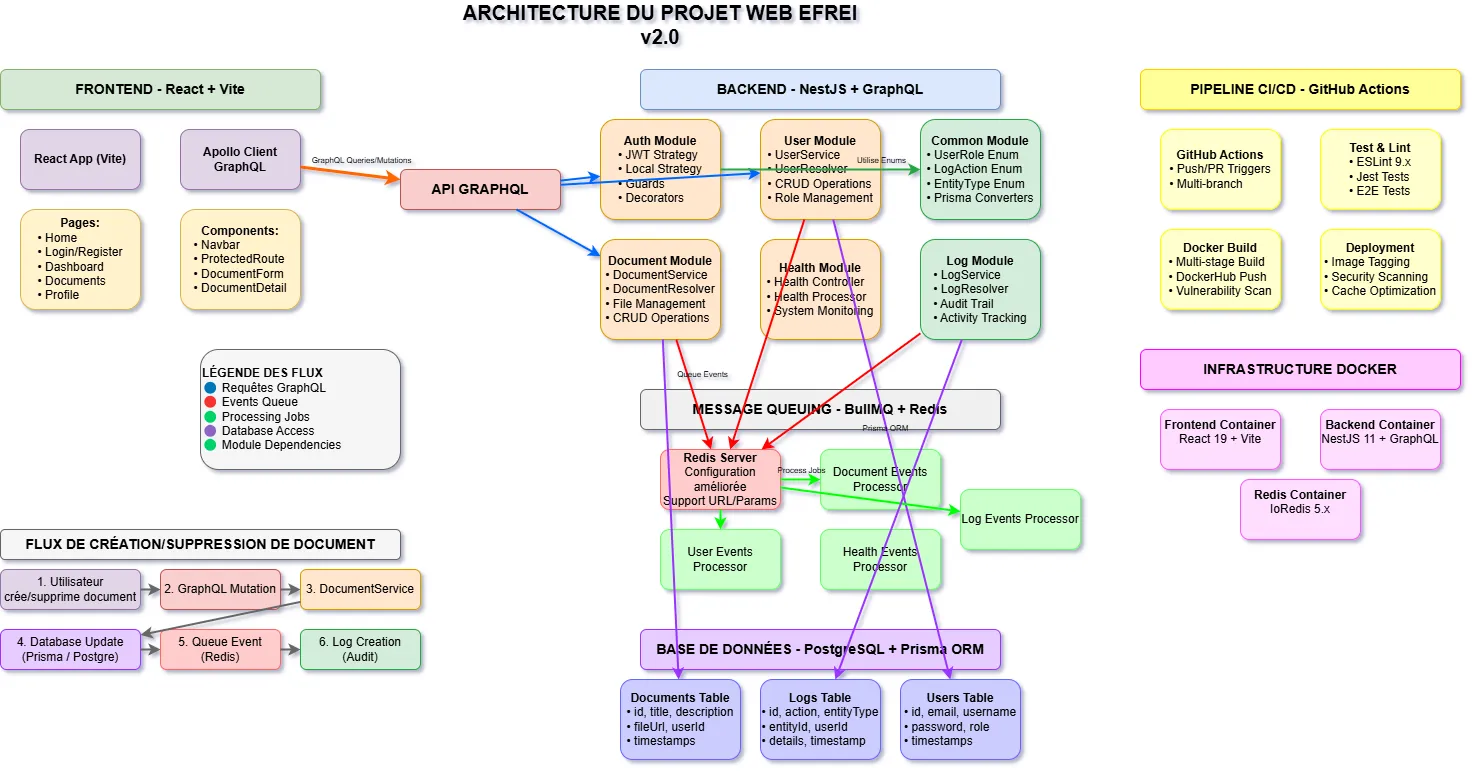 ARCHITECTURE DU PROJET WEB EFREI
v2.0
FRONTEND - React + Vite
React App (Vite)
Apollo Client
GraphQL
GraphQL Queries/Mutations
API GRAPHQL
Pages:
• Home
• Login/Register
• Dashboard
• Documents
• Profile
Components:
• Navbar
• ProtectedRoute
• DocumentForm
• DocumentDetail
LÉGENDE DES FLUX
Requêtes GraphQL
Events Queue
Processing Jobs
Database Access
Module Dependencies
FLUX DE CRÉATION/SUPPRESSION DE DOCUMENT
1. Utilisateur
crée/supprime document
2. GraphQL Mutation
3. DocumentService
4. Database Update
(Prisma / Postgre)
5. Queue Event
(Redis)
6. Log Creation
(Audit)
BACKEND - NestJS + GraphQL
Auth Module
• JWT Strategy
• Local Strategy
• Guards
• Decorators
User Module
• UserService
• UserResolver
• CRUD Operations
• Role Management
Utilise Enums
Common Module
• UserRole Enum
• LogAction Enum
• EntityType Enum
• Prisma Converters
Document Module
• DocumentService
• DocumentResolver
• File Management
• CRUD Operations
Health Module
• Health Controller
• Health Processor
• System Monitoring
Log Module
• LogService
• LogResolver
• Audit Trail
• Activity Tracking
Queue Events
MESSAGE QUEUING - BullMQ + Redis
Prisma ORM
Redis Server
Configuration
améliorée
Support URL/Params
Process Jobs
Document Events
Processor
Log Events Processor
User Events
Processor
Health Events
Processor
BASE DE DONNÉES - PostgreSQL + Prisma ORM
Documents Table
• id, title, description
• fileUrl, userId
• timestamps
Logs Table
• id, action, entityType
• entityId, userId
• details, timestamp
Users Table
• id, email, username
• password, role
• timestamps
PIPELINE CI/CD - GitHub Actions
GitHub Actions
• Push/PR Triggers
• Multi-branch
Test & Lint
• ESLint 9.x
• Jest Tests
• E2E Tests
Docker Build
• Multi-stage Build
• DockerHub Push
• Vulnerability Scan
Deployment
• Image Tagging
• Security Scanning
• Cache Optimization
INFRASTRUCTURE DOCKER
Frontend Container
React 19 + Vite
Backend Container
NestJS 11 + GraphQL
Redis Container
IoRedis 5.x